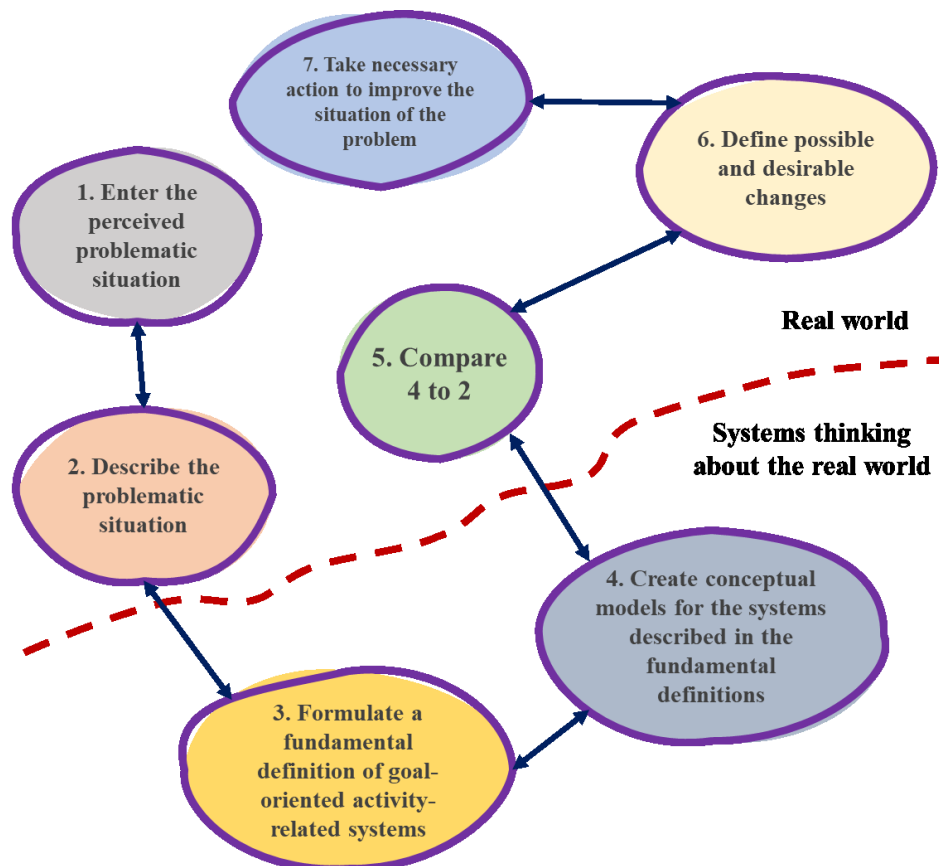 7. Take necessary
action to improve the
situation of the
problem
6. Define possible
and desirable
changes
1. Enter the
perceived
problematic
situation
Real world
5. Compare
4 to 2
Systems thinking
about the real world
2. Describe the
problematic
situation
4. Create conceptual
models for the systems
described in the
fundamental
definitions
3. Formulate a
fundamental
definition of goal-
oriented activity-
related systems